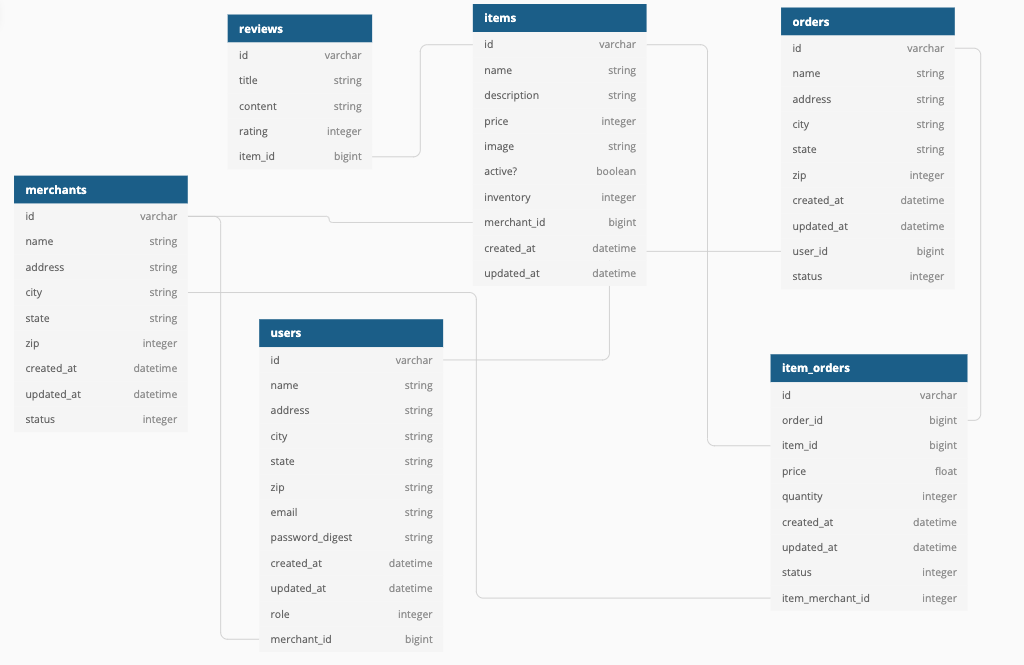 reviews
id varchar
title string
content string
rating integer
item_id bigint
items
id varchar
name string
description string
price integer
image string
active? boolean
inventory integer
merchant_id bigint
created_at datetime
updated_at datetime
orders
id varchar
name string
address string
city string
state string
zip integer
created_at datetime
updated_at datetime
user_id bigint
status integer
merchants
id varchar
name string
address string
city string
state string
zip integer
created_at datetime
updated_at datetime
status integer
users
id varchar
name string
address string
city string
state string
zip string
email string
password_digest string
created_at datetime
updated_at datetime
role integer
merchant_id bigint
item_orders
id varchar
order_id bigint
item_id bigint
price float
quantity integer
created_at datetime
updated_at datetime
status integer
item_merchant_id integer